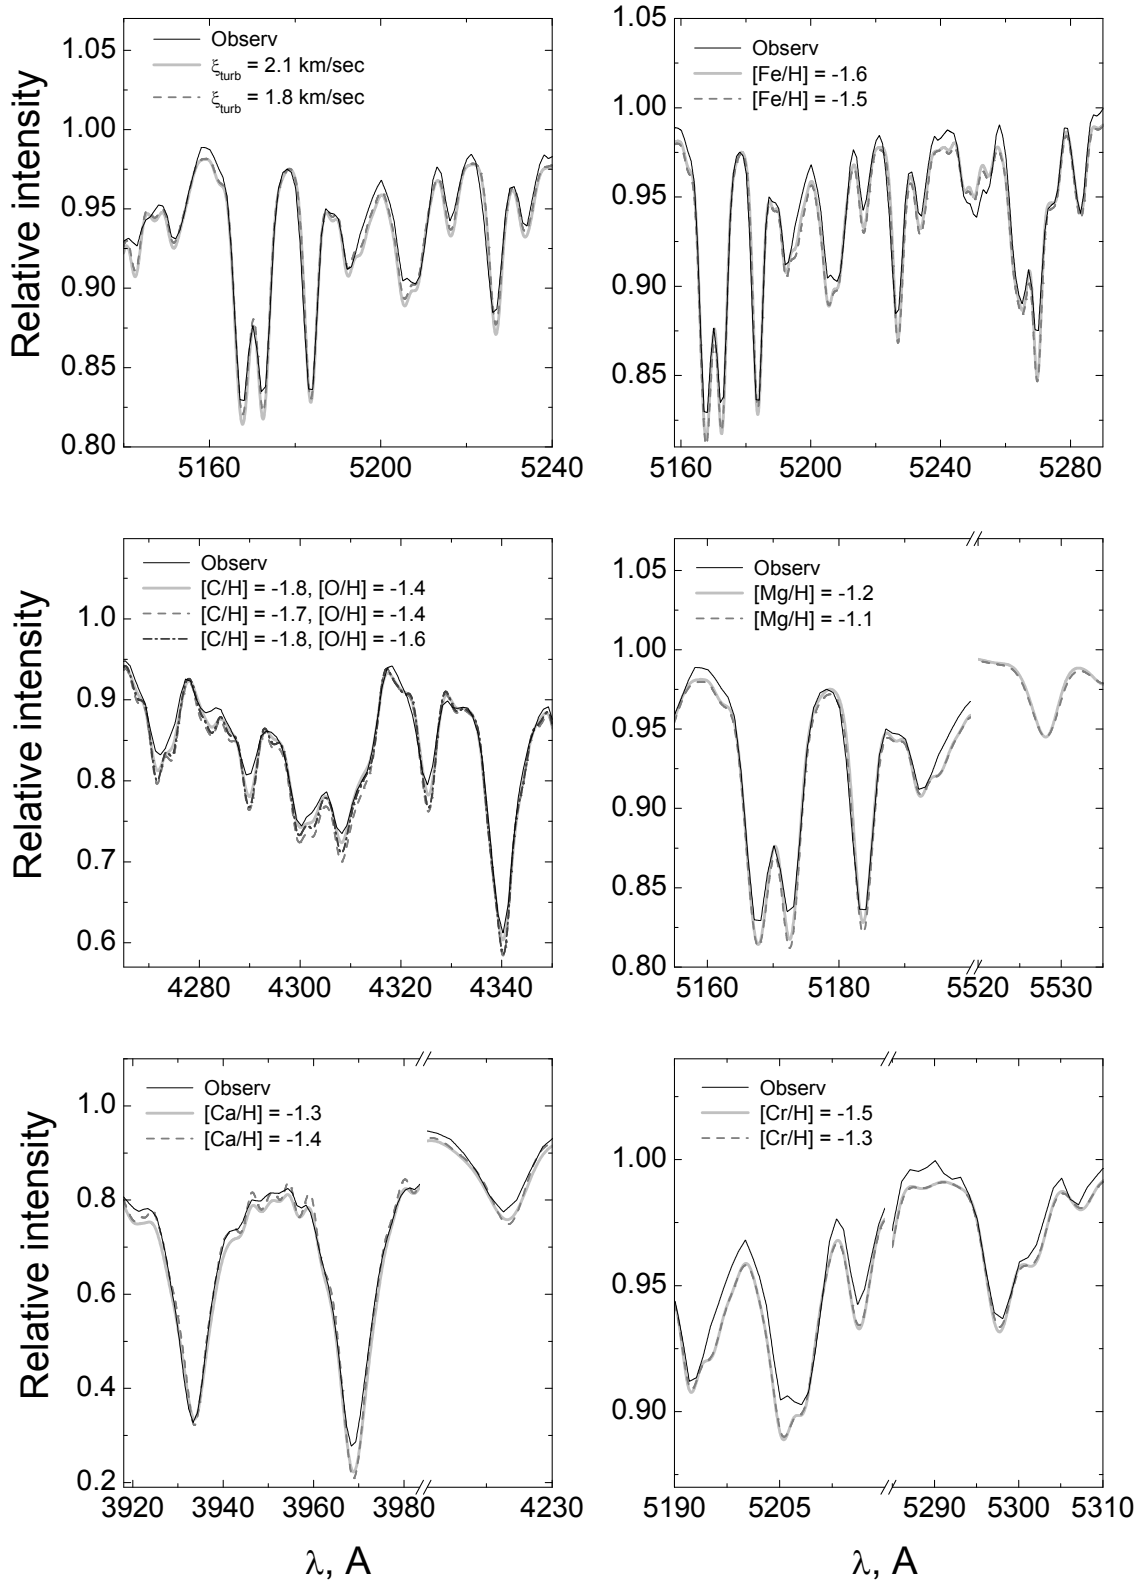 Relative intensity
1.05
1.00
0.95
0.90
0.85
0.80
Observ
ξturb = 2.1 km/sec
ξturb = 1.8 km/sec
5160 5200 5240
1.05
1.00
0.95
0.90
0.85
Observ
[Fe/H] = -1.6
[Fe/H] = -1.5
5160 5200 5240 5280
Relative intensity
1.0
0.9
0.8
0.7
0.6
Observ
[C/H] = -1.8, [O/H] = -1.4
[C/H] = -1.7, [O/H] = -1.4
[C/H] = -1.8, [O/H] = -1.6
4280 4300 4320 4340
1.05
1.00
0.95
0.90
0.85
0.80
Observ
[Mg/H] = -1.2
[Mg/H] = -1.1
5160 5180 5520 5530
Relative intensity
1.0
0.8
0.6
0.4
0.2
Observ
[Ca/H] = -1.3
[Ca/H] = -1.4
3920 3940 3960 3980 4230
λ, A
1.00
0.95
0.90
Observ
[Cr/H] = -1.5
[Cr/H] = -1.3
5190 5205 5290 5300 5310
λ, A